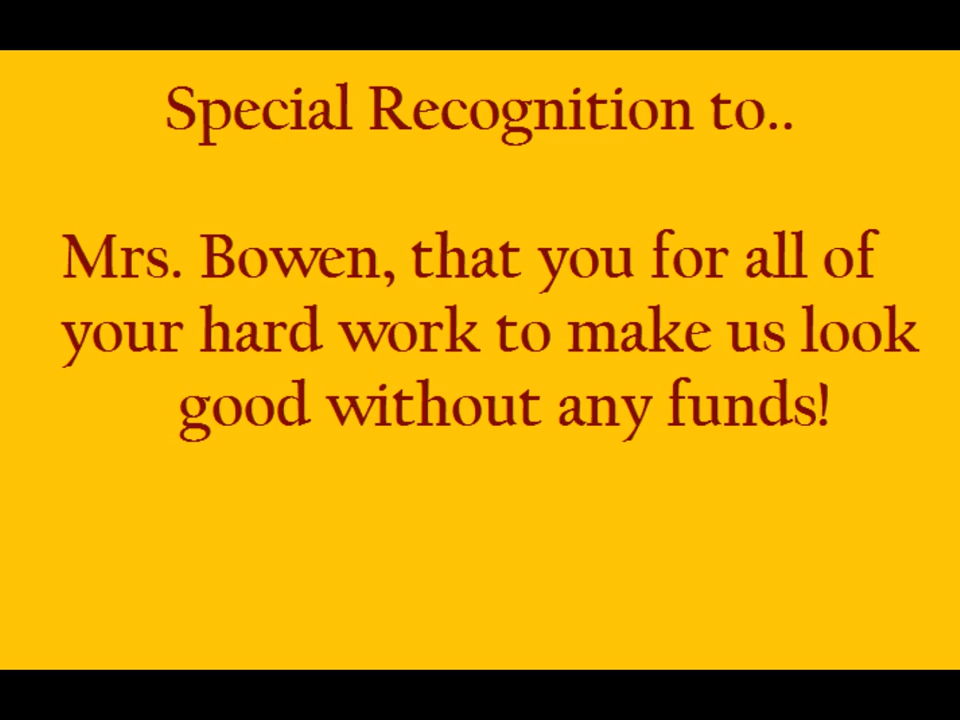 Special Recognition to..
Mrs. Bowen, that you for all of
your hard work to make us look
good without any funds!